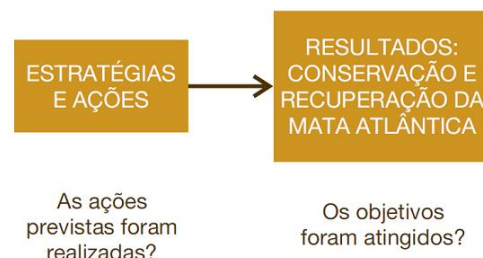 ESTRATÉGIAS
E AÇÕES
RESULTADOS:
CONSERVAÇÃO E
RECUPERAÇÃO DA
MATA ATLÂNTICA
As ações
previstas foram
realizadas?
Os objetivos
foram atingidos?